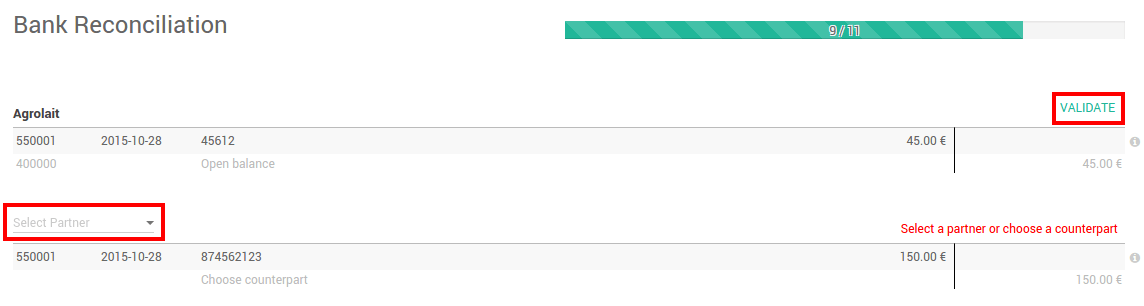 Bank Reconciliation
9 / 11
Agrolait
VALIDATE
550001 2015-10-28 45612 45.00 €
400000 Open balance 45.00 €
Select Partner
Select a partner or choose a counterpart
550001 2015-10-28 874562123 150.00 €
Choose counterpart 150.00 €